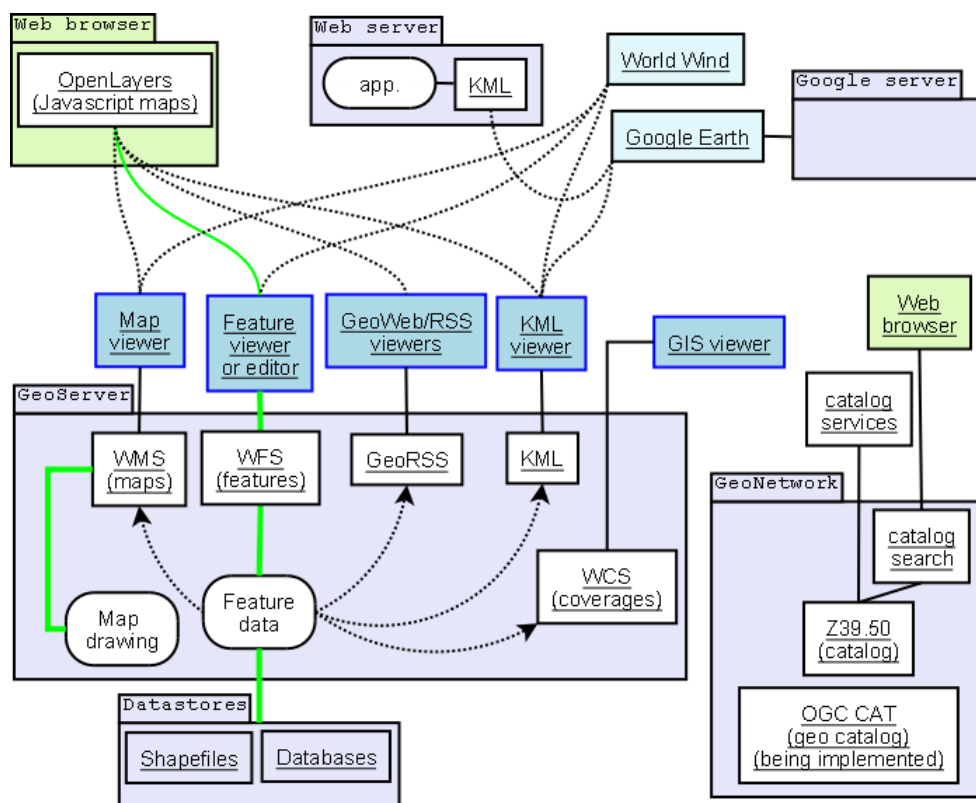 Web browser
OpenLayers
(Javascript maps)
Web server
app.
KML
World Wind
Google Earth
Google server
Map
viewer
Feature
viewer
or editor
GeoWeb/RSS
viewers
KML
viewer
GIS viewer
Web
browser
GeoServer
WMS
(maps)
WFS
(features)
GeoRSS
KML
WCS
(coverages)
Map
drawing
Feature
data
catalog
services
GeoNetwork
catalog
search
Z39.50
(catalog)
OGC CAT
(geo catalog)
(being implemented)
Datastores
Shapefiles
Databases